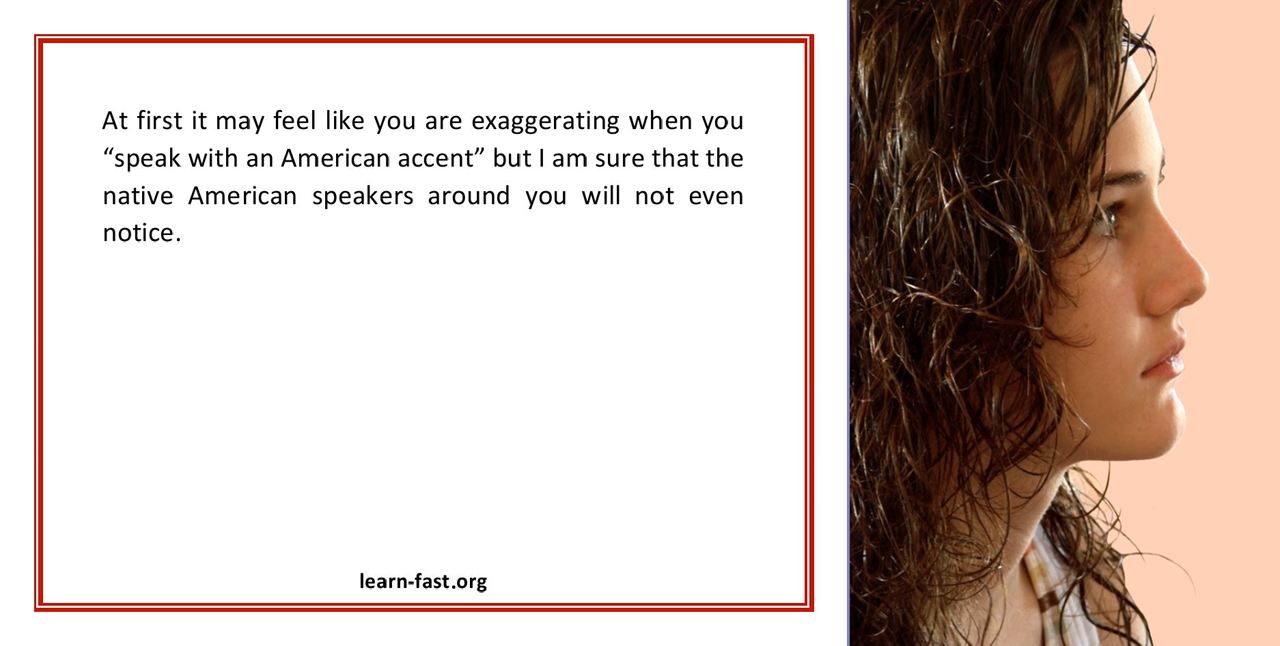 At first it may feel like you are exaggerating when you
“speak with an American accent” but I am sure that the
native American speakers around you will not even
notice.
learn-fast.org